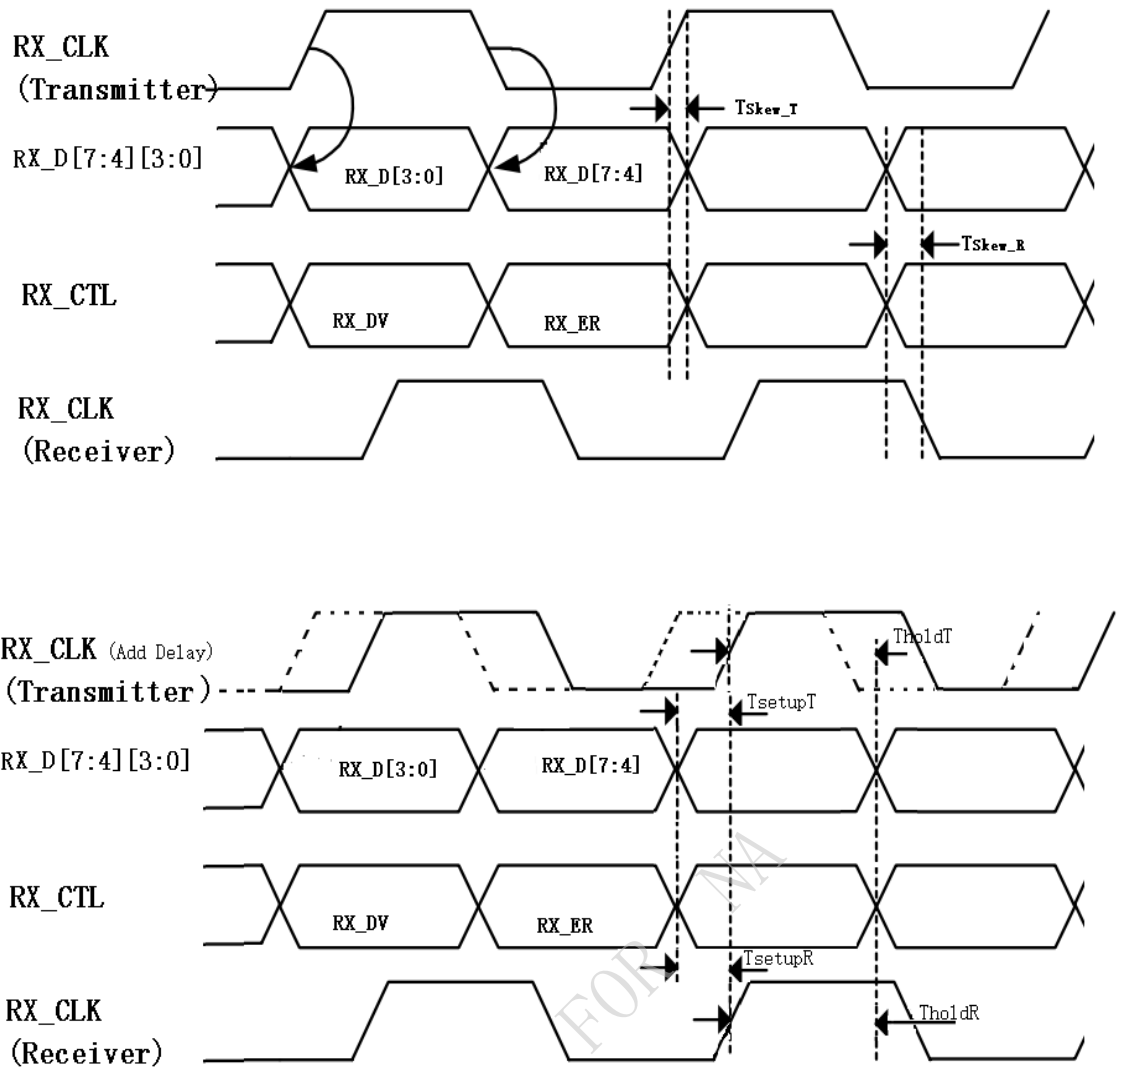 RX_CLK
(Transmitter)
Tskew_T
RX_D[7:4][3:0]
RX_D[3:0]
RX_D[7:4]
Tskew_R
RX_CTL
RX_DV
RX_ER
RX_CLK
(Receiver)
RX_CLK (Add Delay)
(Transmitter)
TholdT
TsetupT
RX_D[7:4][3:0]
RX_D[3:0]
RX_D[7:4]
RX_CTL
RX_DV
RX_ER
FOR NA
TsetupR
RX_CLK
(Receiver)
TholdR